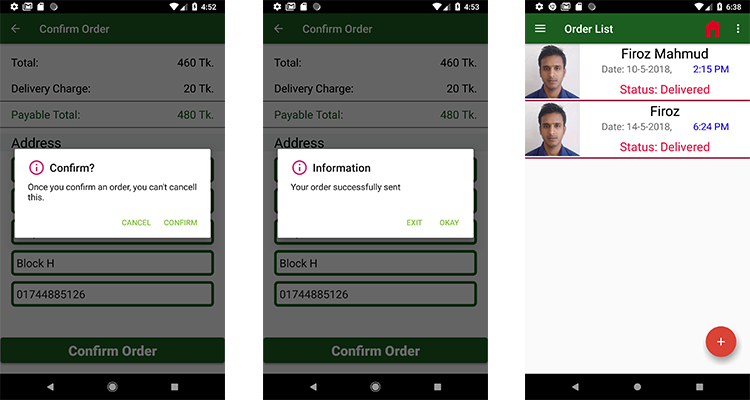 4:52
Confirm Order
Total: 460 Tk.
Delivery Charge: 20 Tk.
Payable Total: 480 Tk.
Address
Confirm?
Once you confirm an order, you can't cancell
this.
CANCEL CONFIRM
Block H
01744885126
Confirm Order
4:53
Confirm Order
Total: 460 Tk.
Delivery Charge: 20 Tk.
Payable Total: 480 Tk.
Address
Information
Your order successfully sent
EXIT OKAY
Block H
01744885126
Confirm Order
6:38
Order List
Firoz Mahmud
Date: 10-5-2018, 2:15 PM
Status: Delivered
Firoz
Date: 14-5-2018, 6:24 PM
Status: Delivered
+